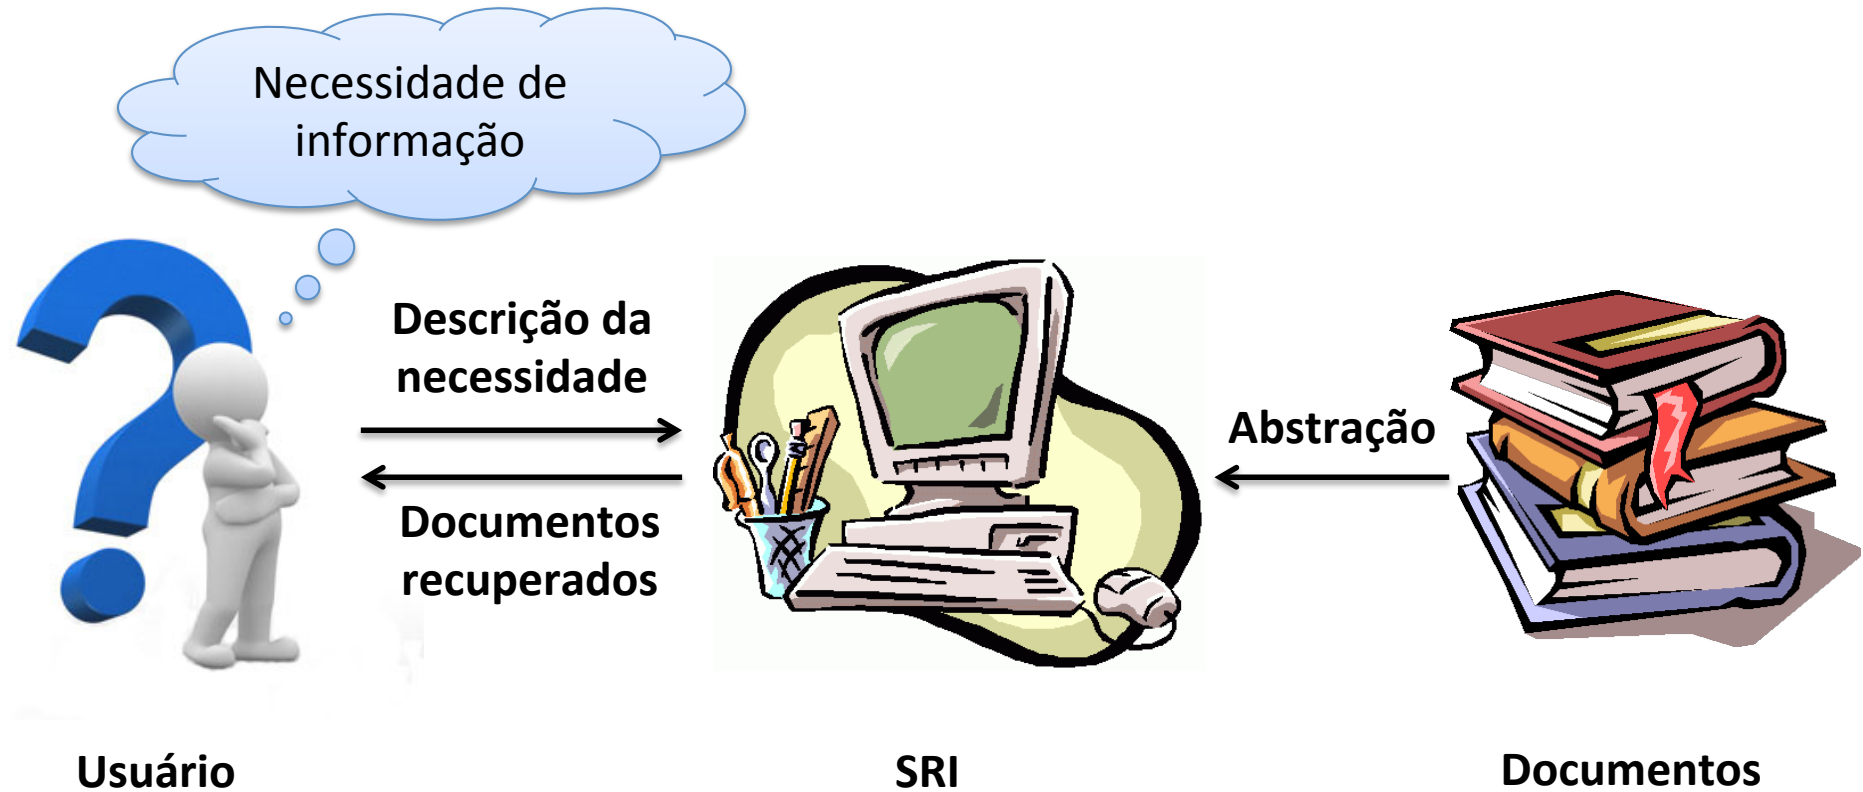 Necessidade de
informação
Descrição da
necessidade
Documentos
recuperados
Abstração
Usuário
SRI
Documentos